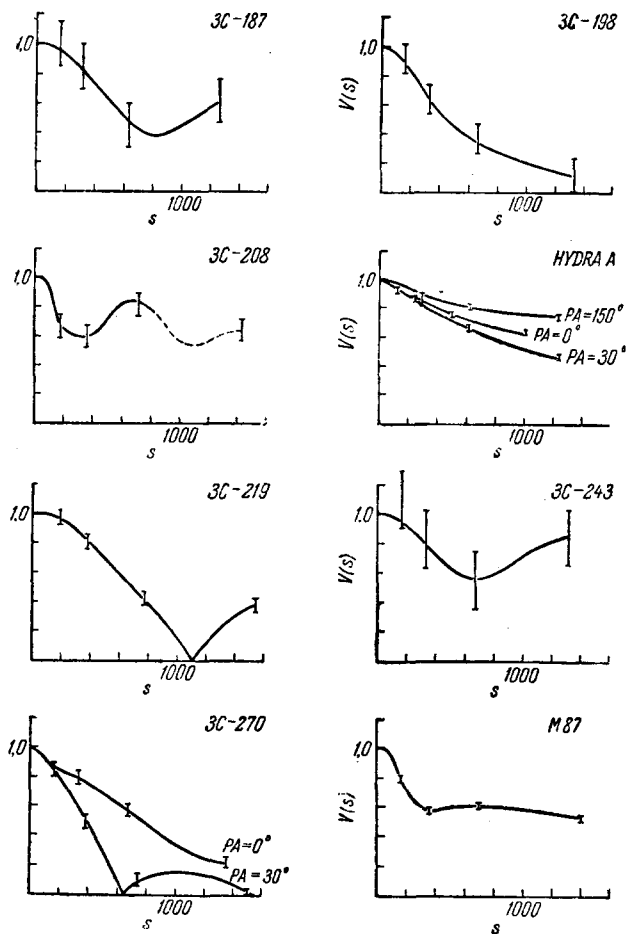 3C-187
1,0
1000
s
3C-198
1,0
V(s)
1000
s
3C-208
1,0
1000
s
HYDRA A
1,0
V(s)
PA=150°
PA=0°
PA=30°
1000
s
3C-219
1,0
1000
s
3C-243
1,0
V(s)
1000
s
3C-270
1,0
PA=0°
PA=30°
1000
s
M87
1,0
V(s)
1000
s